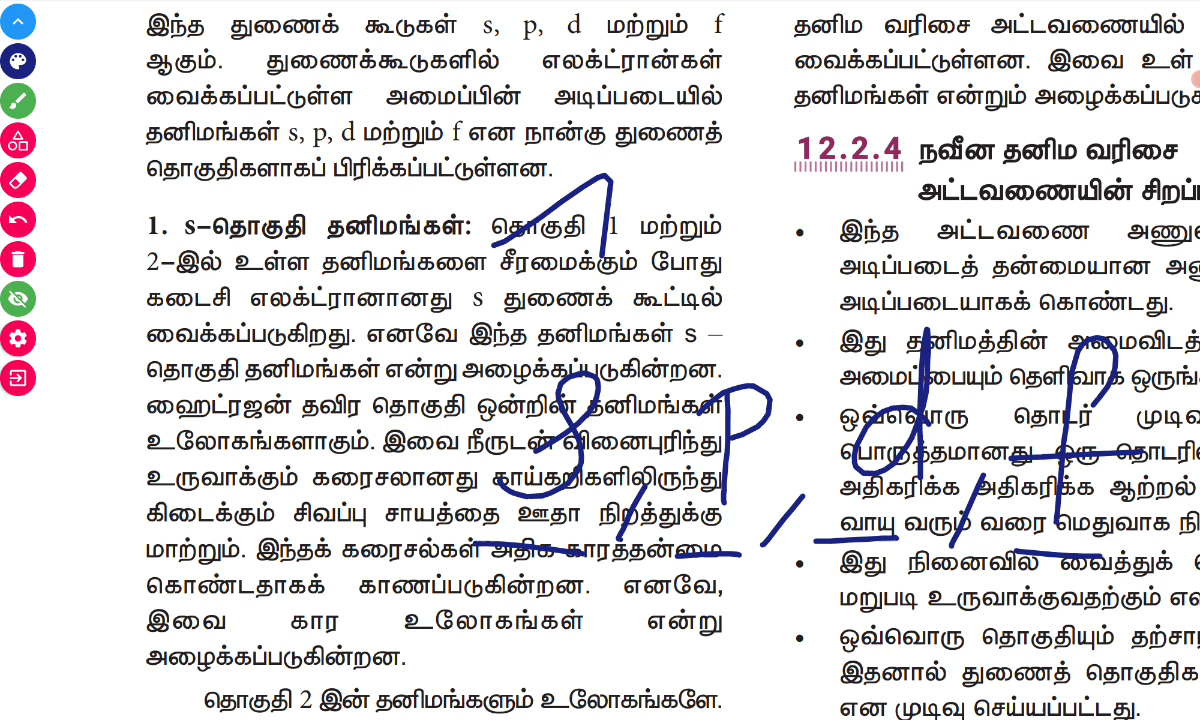 இந்த துணைக் கூடுகள் s, p, d மற்றும் f
ஆகும். துணைக்கூடுகளில் எலக்ட்ரான்கள்
வைக்கப்பட்டுள்ள அமைப்பின் அடிப்படையில்
தனிமங்கள் s, p, d மற்றும் f என நான்கு துணைத்
தொகுதிகளாகப் பிரிக்கப்பட்டுள்ளன.
1. s–தொகுதி தனிமங்கள்: தொகுதி 1 மற்றும்
2–இல் உள்ள தனிமங்களை சீரமைக்கும் போது
கடைசி எலக்ட்ரானானது s துணைக் கூட்டில்
வைக்கப்படுகிறது. எனவே இந்த தனிமங்கள் s –
தொகுதி தனிமங்கள் என்று அழைக்கப்படுகின்றன.
ஹைட்ரஜன் தவிர தொகுதி ஒன்றின் தனிமங்கள்
உலோகங்களாகும். இவை நீருடன் வினைபுரிந்து
உருவாக்கும் கரைசலானது காய்கறிகளிலிருந்து
கிடைக்கும் சிவப்பு சாயத்தை ஊதா நிறத்துக்கு
மாற்றும். இந்தக் கரைசல்கள் அதிக காரத்தன்மை
கொண்டதாகக் காணப்படுகின்றன. எனவே,
இவை கார உலோகங்கள் என்று
அழைக்கப்படுகின்றன.
தொகுதி 2 இன் தனிமங்களும் உலோகங்களே.
தனிம வரிசை அட்டவணையில்
வைக்கப்பட்டுள்ளன. இவை உள்
தனிமங்கள் என்றும்
12.2.4 நவீன தனிம வரிசை
அட்டவணையின்
• இந்த அட்டவணை
அடிப்படைத் தன்மையான
அடிப்படையாகக் கொண்டது.
• இது தனிமத்தின்
அமைப்பையும் தெளிவாக
• ஒவ்வொரு தொடர்
பொருத்தமானது ஒரு
அதிகரிக்க அதிகரிக்க ஆற்றல்
வாயு வரும் வரை மெதுவாக
• இது நினைவில் வைத்துக்
மறுபடி உருவாக்குவதற்கும்
• ஒவ்வொரு தொகுதியும்
இதனால் துணைத்
என முடிவு செய்யப்பட்டது.
S, P, d, f